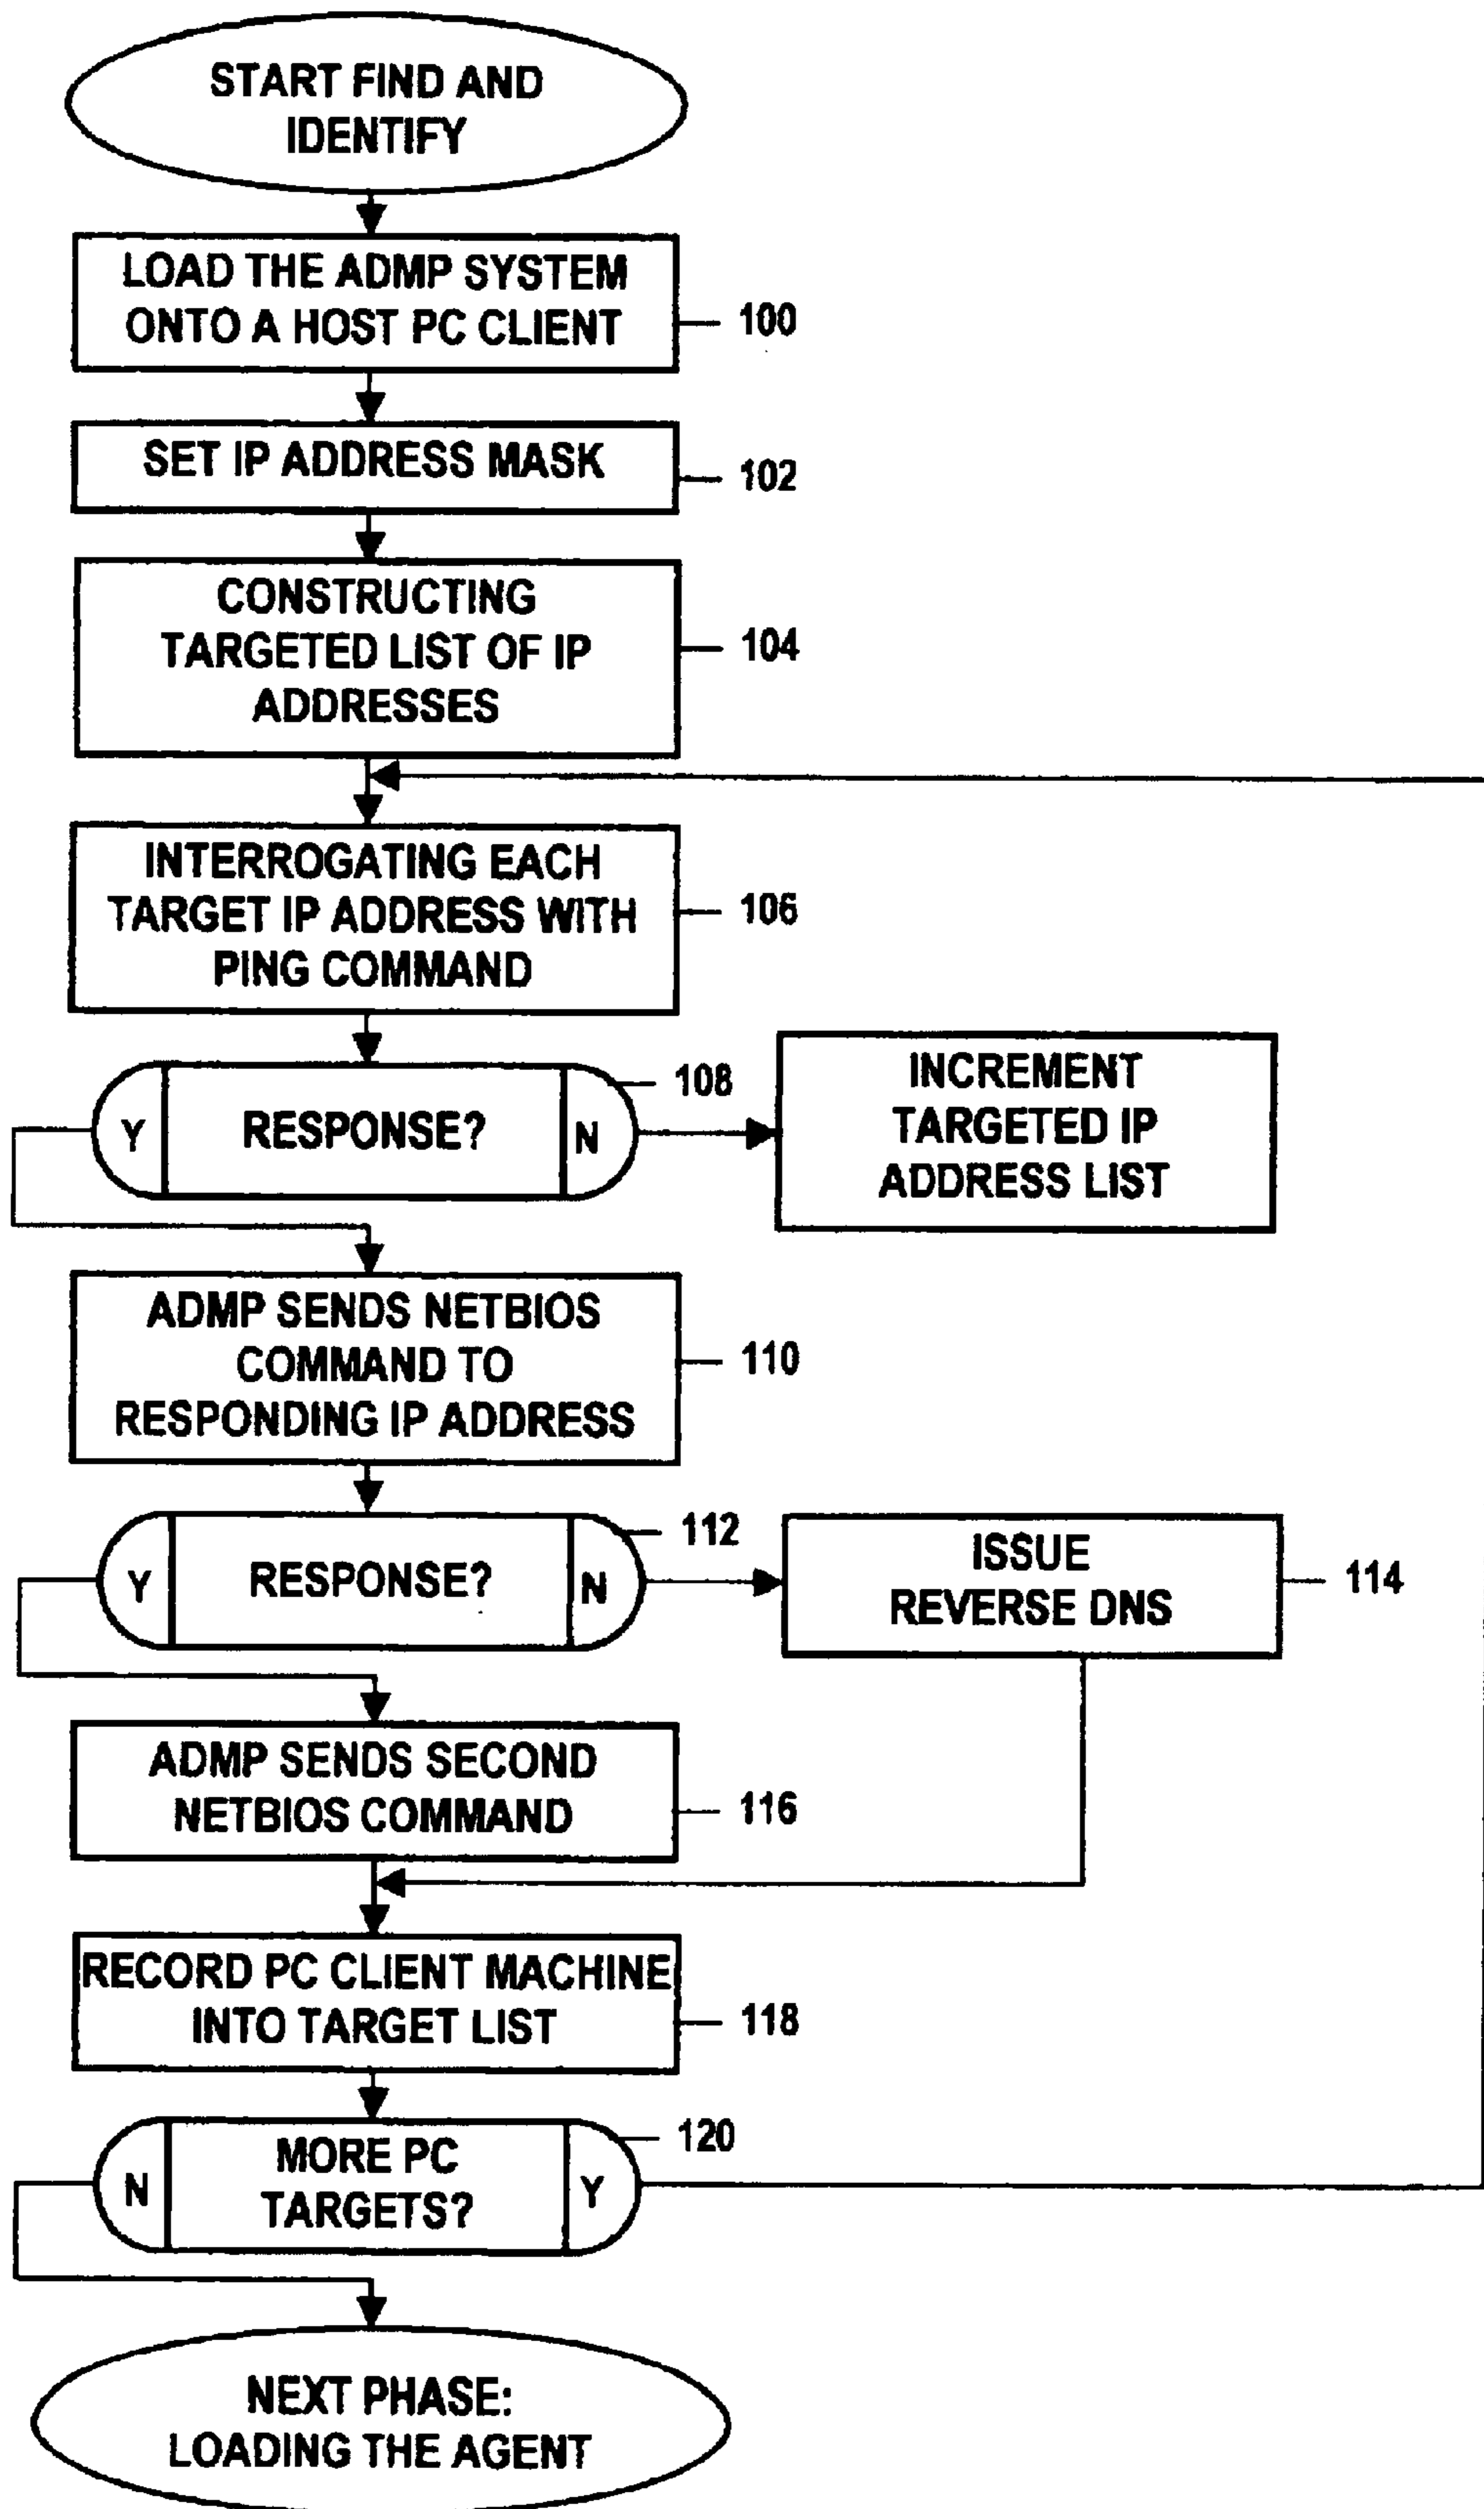 START FIND AND
IDENTIFY
LOAD THE ADMP SYSTEM
ONTO A HOST PC CLIENT
100
SET IP ADDRESS MASK
102
CONSTRUCTING
TARGETED LIST OF IP
ADDRESSES
104
INTERROGATING EACH
TARGET IP ADDRESS WITH
PING COMMAND
106
Y
RESPONSE?
N
108
INCREMENT
TARGETED IP
ADDRESS LIST
ADMP SENDS NETBIOS
COMMAND TO
RESPONDING IP ADDRESS
110
Y
RESPONSE?
N
112
ISSUE
REVERSE DNS
114
ADMP SENDS SECOND
NETBIOS COMMAND
116
RECORD PC CLIENT MACHINE
INTO TARGET LIST
118
N
MORE PC
TARGETS?
Y
120
NEXT PHASE:
LOADING THE AGENT